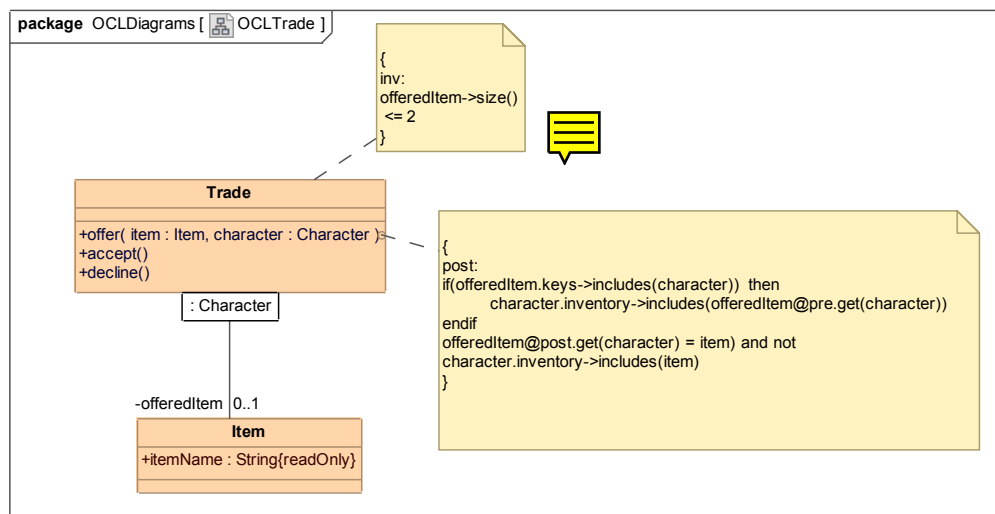 package OCLDiagrams [ OCLTrade ]
{
inv:
offeredItem->size()
<= 2
}
Trade
+offer( item : Item, character : Character )
+accept()
+decline()
: Character
{
post:
if(offeredItem.keys->includes(character)) then
character.inventory->includes(offeredItem@pre.get(character))
endif
offeredItem@post.get(character) = item) and not
character.inventory->includes(item)
}
-offeredItem 0..1
Item
+itemName : String{readOnly}